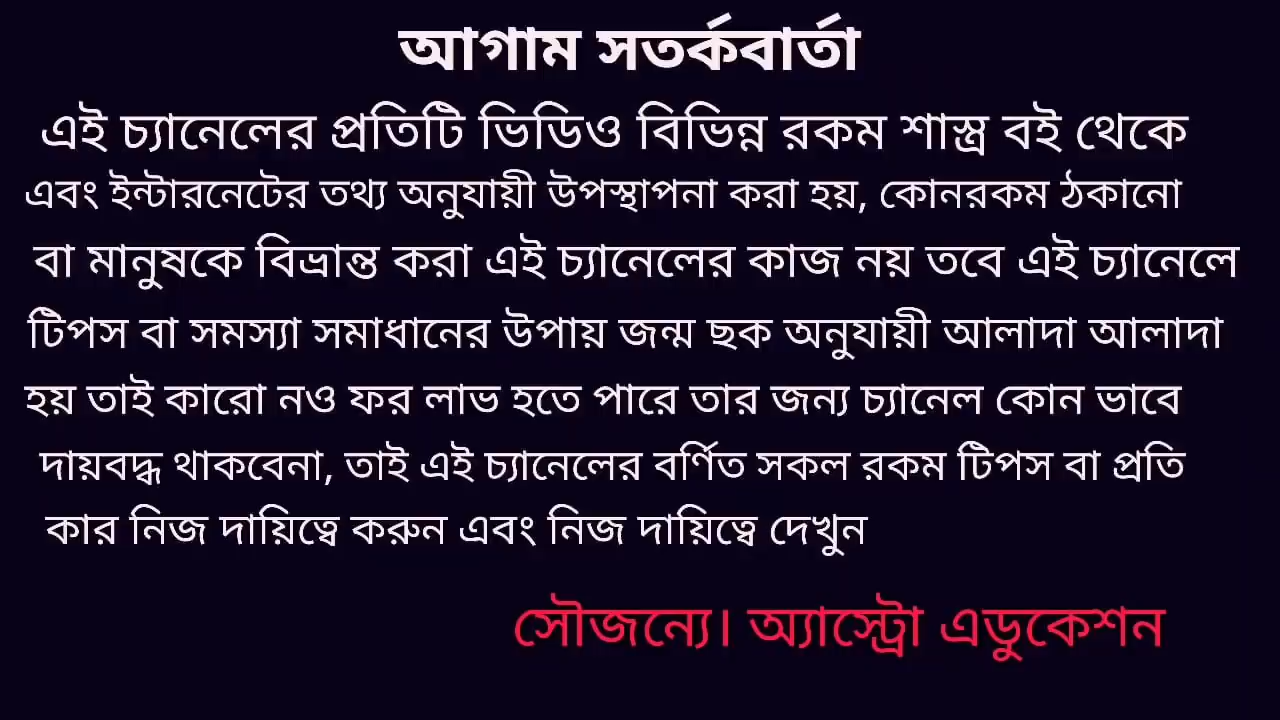 আগাম সতর্কবার্তা
এই চ্যানেলের প্রতিটি ভিডিও বিভিন্ন রকম শাস্ত্র বই থেকে
এবং ইন্টারনেটের তথ্য অনুযায়ী উপস্থাপনা করা হয়, কোনরকম ঠকানো
বা মানুষকে বিভ্রান্ত করা এই চ্যানেলের কাজ নয় তবে এই চ্যানেলে
টিপস বা সমস্যা সমাধানের উপায় জন্ম ছক অনুযায়ী আলাদা আলাদা
হয় তাই কারো নও ফর লাভ হতে পারে তার জন্য চ্যানেল কোন ভাবে
দায়বদ্ধ থাকবেনা, তাই এই চ্যানেলের বর্ণিত সকল রকম টিপস বা প্রতি
কার নিজ দায়িত্বে করুন এবং নিজ দায়িত্বে দেখুন
সৌজন্যে। অ্যাস্ট্রো এডুকেশন